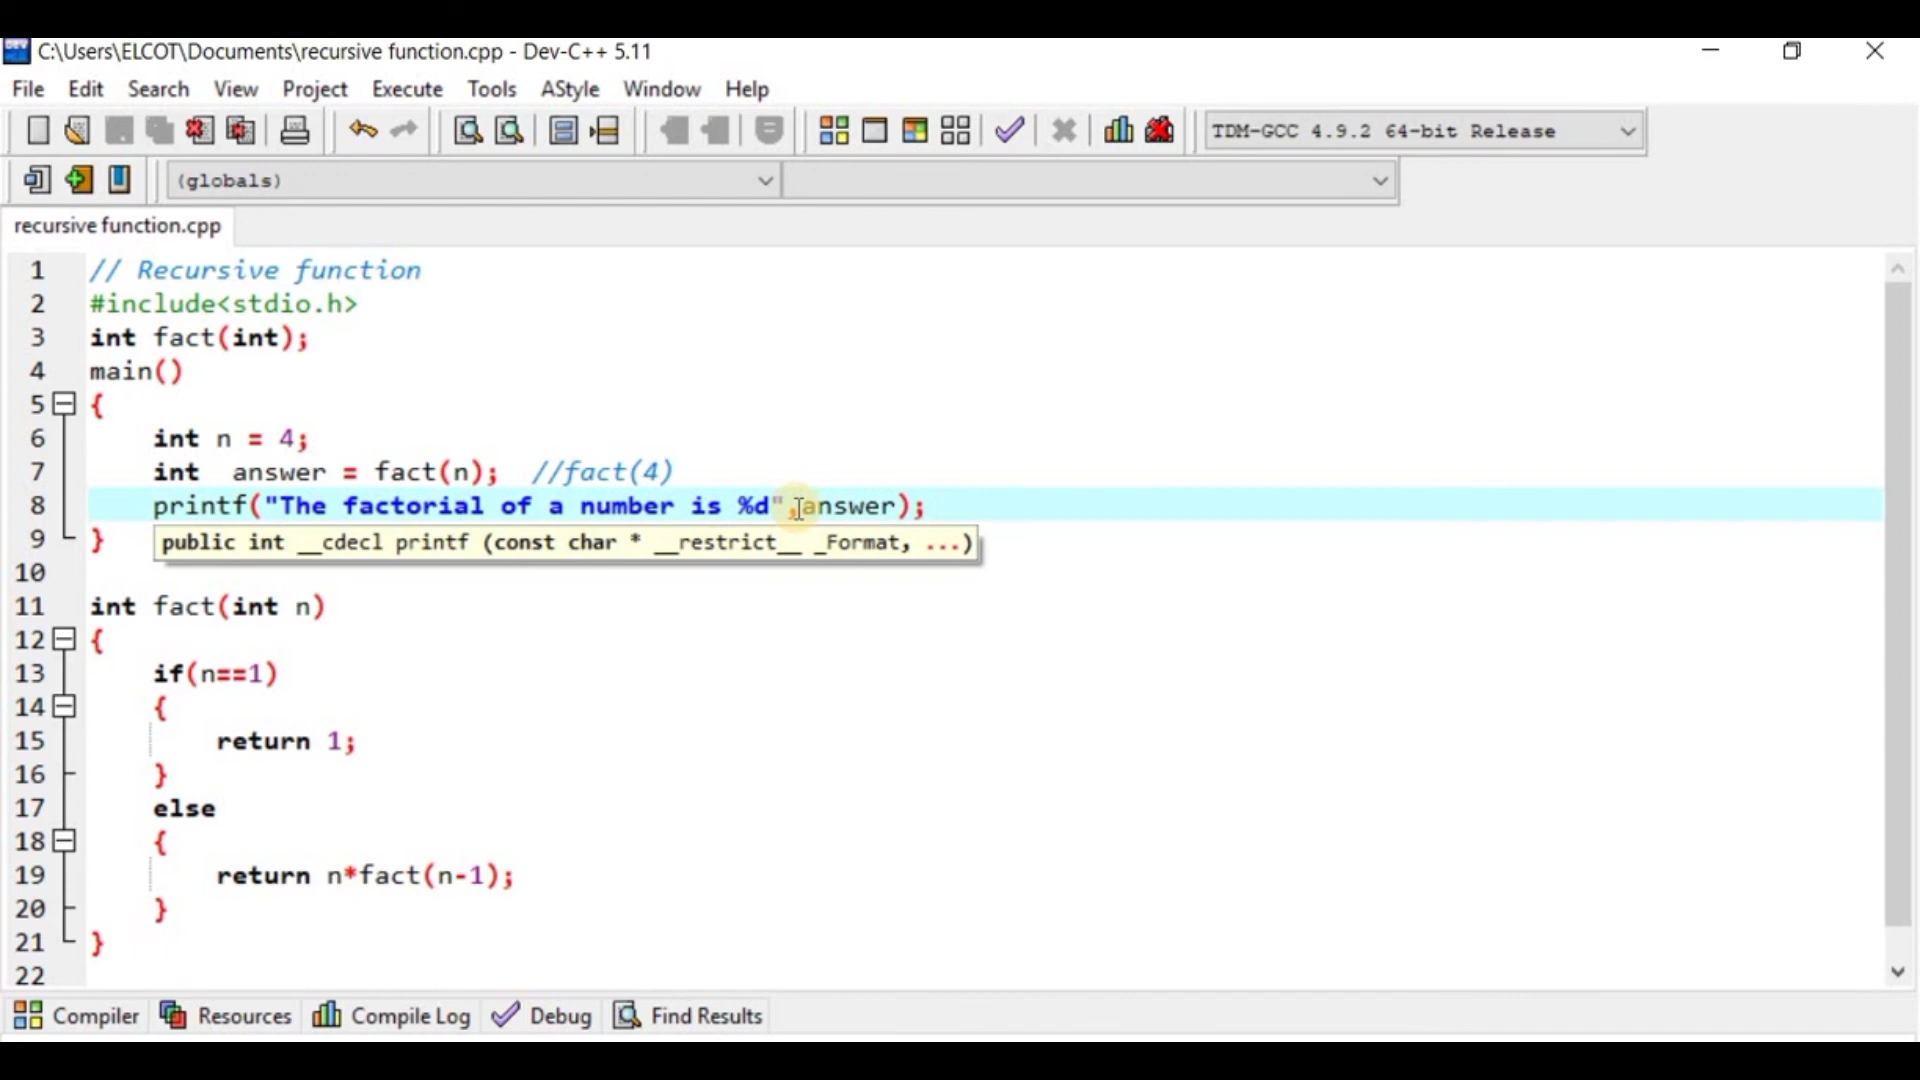 C:\Users\ELCOT\Documents\recursive function.cpp - Dev-C++ 5.11
File Edit Search View Project Execute Tools AStyle Window Help
TDM-GCC 4.9.2 64-bit Release
(globals)
recursive function.cpp
1 // Recursive function
2 #include<stdio.h>
3 int fact(int);
4 main()
5 {
6 int n = 4;
7 int  answer = fact(n);  //fact(4)
8 printf("The factorial of a number is %d",answer);
9 }
public int __cdecl printf (const char * __restrict__ _Format, ...)
10
11 int fact(int n)
12 {
13 if(n==1)
14 {
15 return 1;
16 }
17 else
18 {
19 return n*fact(n-1);
20 }
21 }
22
Compiler Resources Compile Log Debug Find Results